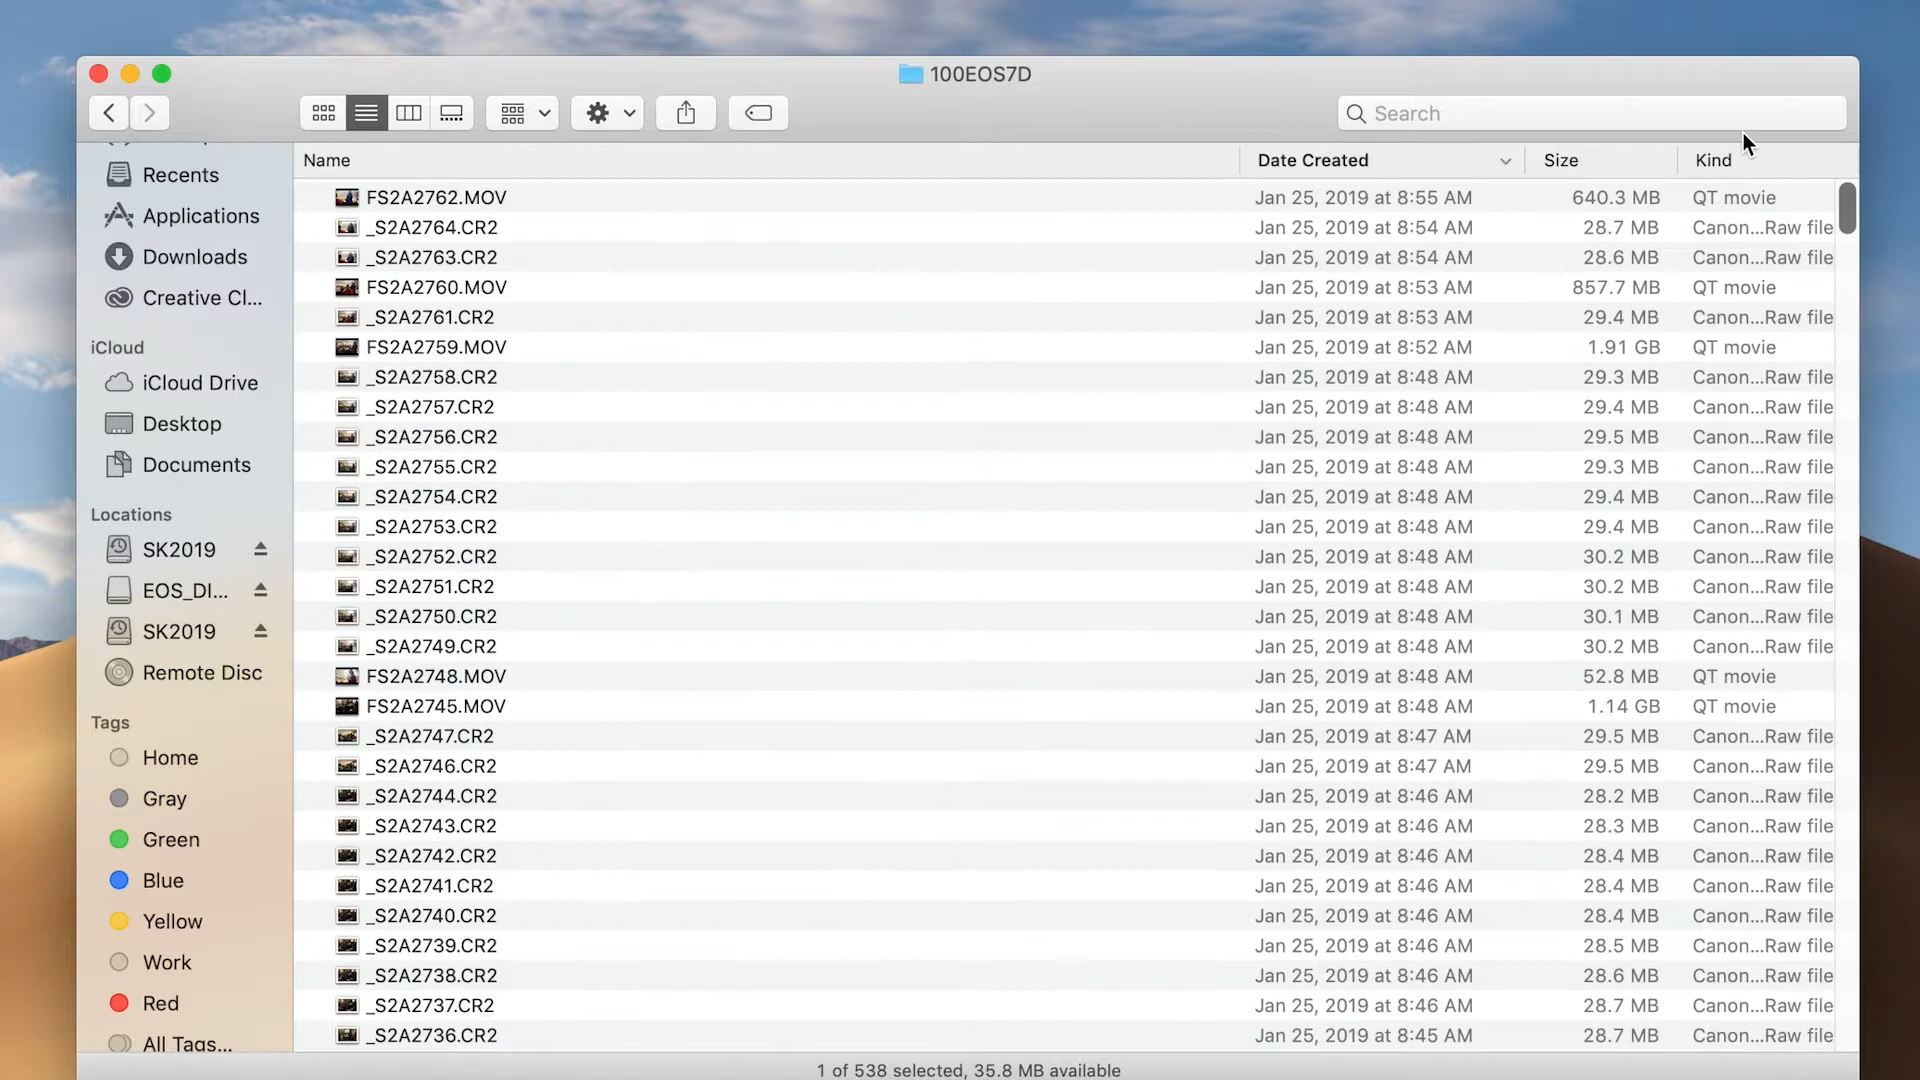 100EOS7D
Search
Recents
Applications
Downloads
Creative Cl...
iCloud
iCloud Drive
Desktop
Documents
Locations
SK2019
EOS_DI...
SK2019
Remote Disc
Tags
Home
Gray
Green
Blue
Yellow
Work
Red
All Tags...
Name Date Created Size Kind
FS2A2762.MOV Jan 25, 2019 at 8:55 AM 640.3 MB QT movie
_S2A2764.CR2 Jan 25, 2019 at 8:54 AM 28.7 MB Canon...Raw file
_S2A2763.CR2 Jan 25, 2019 at 8:54 AM 28.6 MB Canon...Raw file
FS2A2760.MOV Jan 25, 2019 at 8:53 AM 857.7 MB QT movie
_S2A2761.CR2 Jan 25, 2019 at 8:53 AM 29.4 MB Canon...Raw file
FS2A2759.MOV Jan 25, 2019 at 8:52 AM 1.91 GB QT movie
_S2A2758.CR2 Jan 25, 2019 at 8:48 AM 29.3 MB Canon...Raw file
_S2A2757.CR2 Jan 25, 2019 at 8:48 AM 29.4 MB Canon...Raw file
_S2A2756.CR2 Jan 25, 2019 at 8:48 AM 29.5 MB Canon...Raw file
_S2A2755.CR2 Jan 25, 2019 at 8:48 AM 29.3 MB Canon...Raw file
_S2A2754.CR2 Jan 25, 2019 at 8:48 AM 29.4 MB Canon...Raw file
_S2A2753.CR2 Jan 25, 2019 at 8:48 AM 29.4 MB Canon...Raw file
_S2A2752.CR2 Jan 25, 2019 at 8:48 AM 30.2 MB Canon...Raw file
_S2A2751.CR2 Jan 25, 2019 at 8:48 AM 30.2 MB Canon...Raw file
_S2A2750.CR2 Jan 25, 2019 at 8:48 AM 30.1 MB Canon...Raw file
_S2A2749.CR2 Jan 25, 2019 at 8:48 AM 30.2 MB Canon...Raw file
FS2A2748.MOV Jan 25, 2019 at 8:48 AM 52.8 MB QT movie
FS2A2745.MOV Jan 25, 2019 at 8:48 AM 1.14 GB QT movie
_S2A2747.CR2 Jan 25, 2019 at 8:47 AM 29.5 MB Canon...Raw file
_S2A2746.CR2 Jan 25, 2019 at 8:47 AM 29.5 MB Canon...Raw file
_S2A2744.CR2 Jan 25, 2019 at 8:46 AM 28.2 MB Canon...Raw file
_S2A2743.CR2 Jan 25, 2019 at 8:46 AM 28.3 MB Canon...Raw file
_S2A2742.CR2 Jan 25, 2019 at 8:46 AM 28.4 MB Canon...Raw file
_S2A2741.CR2 Jan 25, 2019 at 8:46 AM 28.4 MB Canon...Raw file
_S2A2740.CR2 Jan 25, 2019 at 8:46 AM 28.4 MB Canon...Raw file
_S2A2739.CR2 Jan 25, 2019 at 8:46 AM 28.5 MB Canon...Raw file
_S2A2738.CR2 Jan 25, 2019 at 8:46 AM 28.6 MB Canon...Raw file
_S2A2737.CR2 Jan 25, 2019 at 8:46 AM 28.7 MB Canon...Raw file
_S2A2736.CR2 Jan 25, 2019 at 8:45 AM 28.7 MB Canon...Raw file
1 of 538 selected, 35.8 MB available